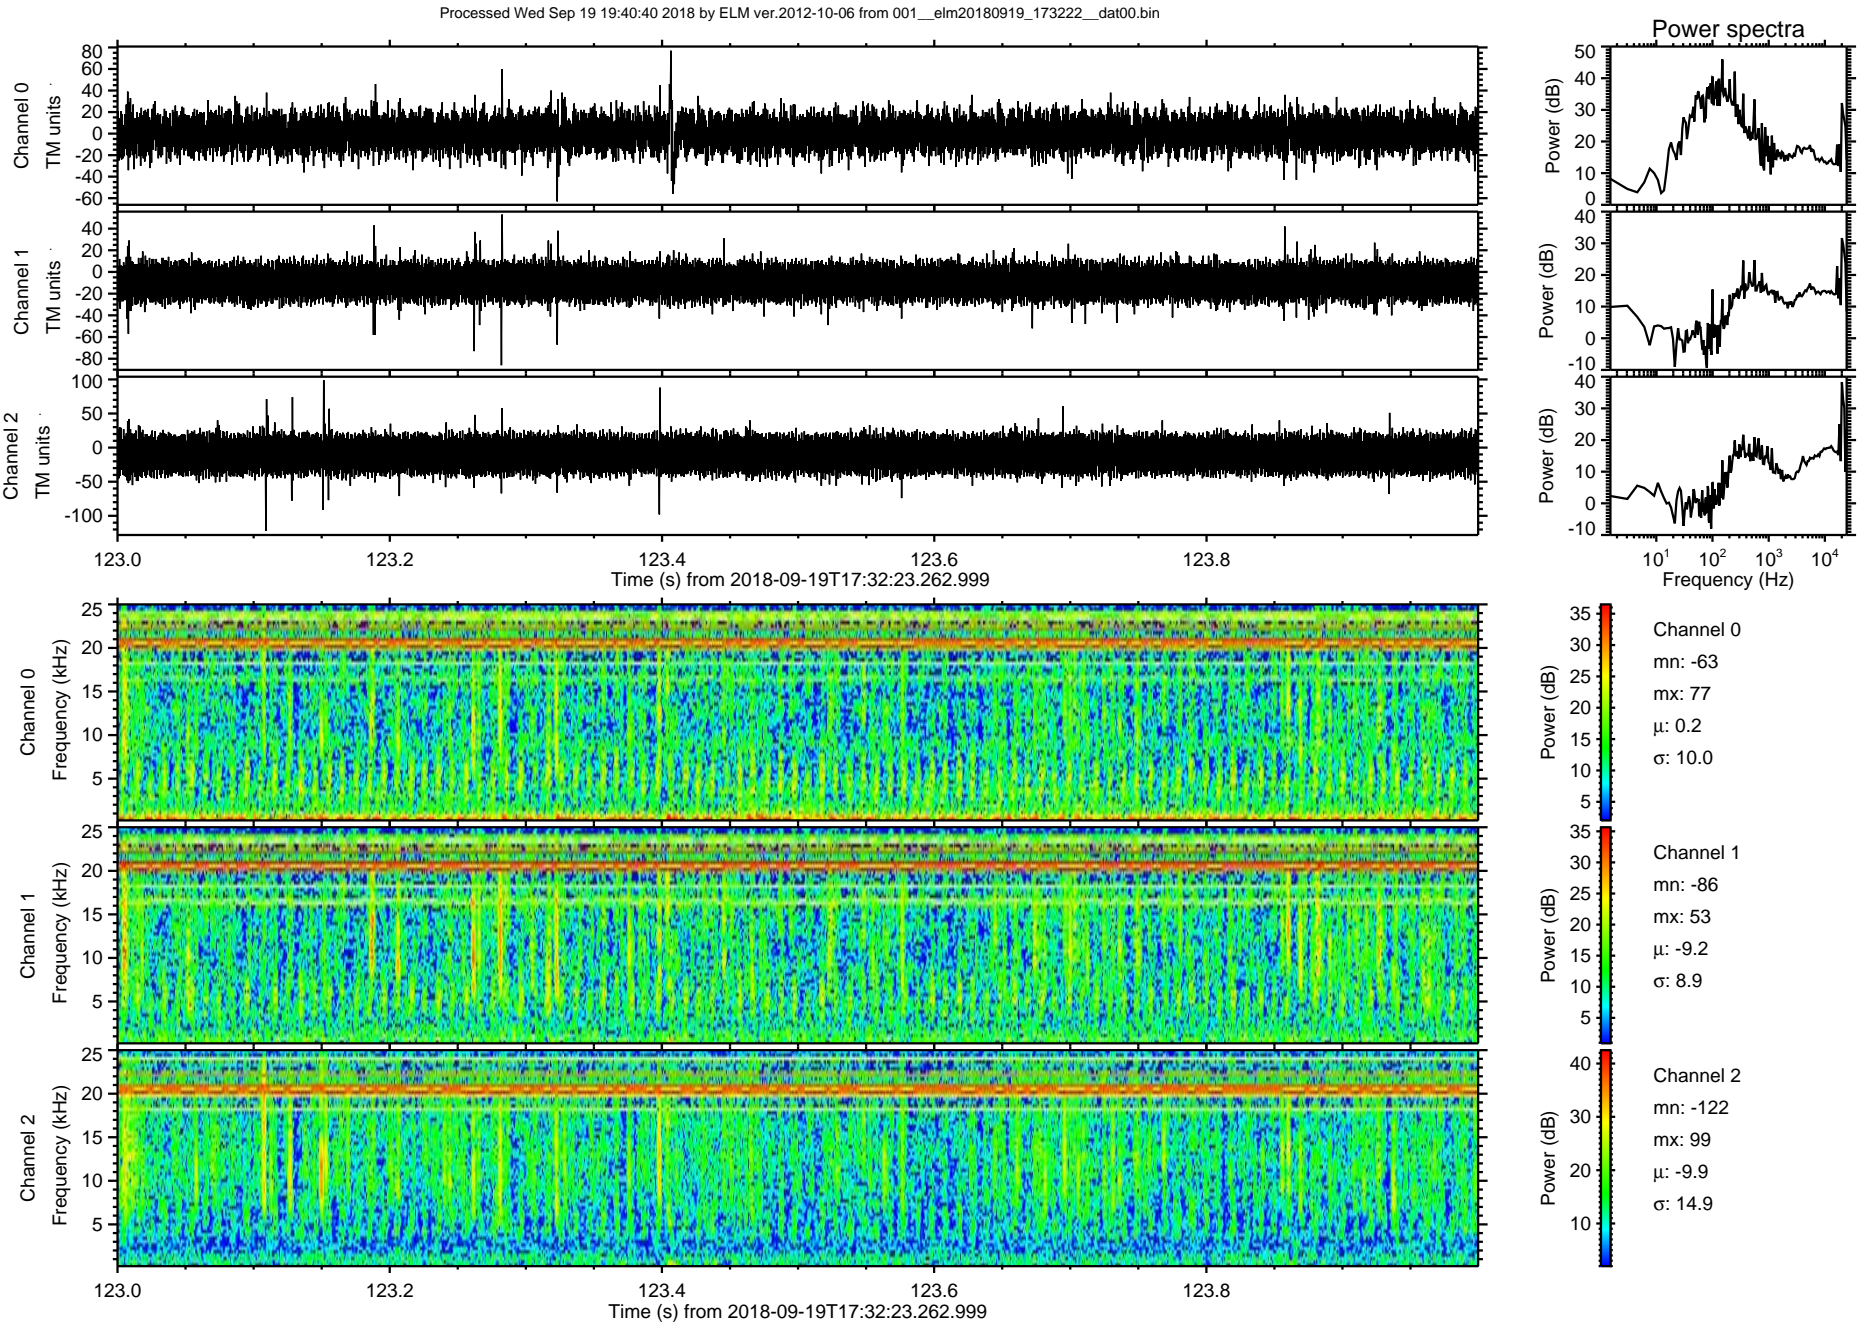 Processed Wed Sep 19 19:40:40 2018 by ELM ver.2012-10-06 from 001__elm20180919_173222__dat00.bin
Power spectra
Channel 0
TM units
80
60
40
20
0
-20
-40
-60
Power (dB)
50
40
30
20
10
0
Channel 1
TM units
40
20
0
-20
-40
-60
-80
Power (dB)
40
30
20
10
0
-10
Channel 2
TM units
100
50
0
-50
-100
Power (dB)
40
30
20
10
0
-10
123.0 123.2 123.4 123.6 123.8
Time (s) from 2018-09-19T17:32:23.262.999
10^1 10^2 10^3 10^4
Frequency (Hz)
Channel 0
Frequency (kHz)
25
20
15
10
5
Power (dB)
35
30
25
20
15
10
5
Channel 0
mn: -63
mx: 77
μ: 0.2
σ: 10.0
Channel 1
Frequency (kHz)
25
20
15
10
5
Power (dB)
35
30
25
20
15
10
5
Channel 1
mn: -86
mx: 53
μ: -9.2
σ: 8.9
Channel 2
Frequency (kHz)
25
20
15
10
5
Power (dB)
40
30
20
10
Channel 2
mn: -122
mx: 99
μ: -9.9
σ: 14.9
123.0 123.2 123.4 123.6 123.8
Time (s) from 2018-09-19T17:32:23.262.999